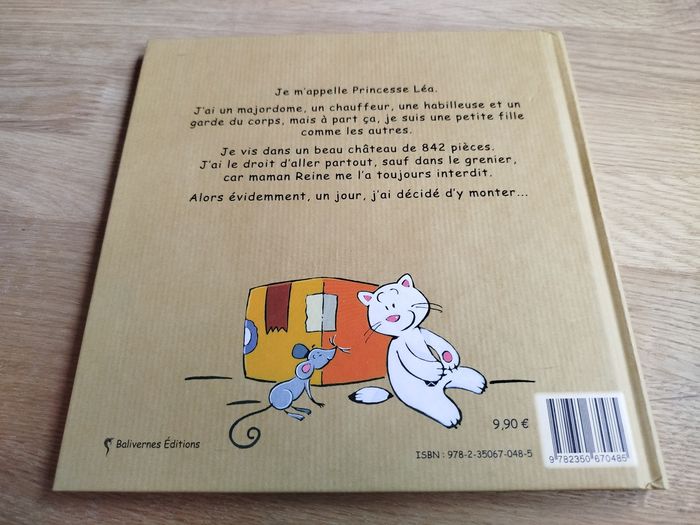 Je m'appelle Princesse Léa.
J'ai un majordome, un chauffeur, une habilleuse et un
garde du corps, mais à part ça, je suis une petite fille
comme les autres.
Je vis dans un beau château de 842 pièces.
J'ai le droit d'aller partout, sauf dans le grenier,
car maman Reine me l'a toujours interdit.
Alors évidemment, un jour, j'ai décidé d'y monter...
9,90 €
Balivernes Éditions
ISBN : 978-2-35067-048-5
9 782350 670485